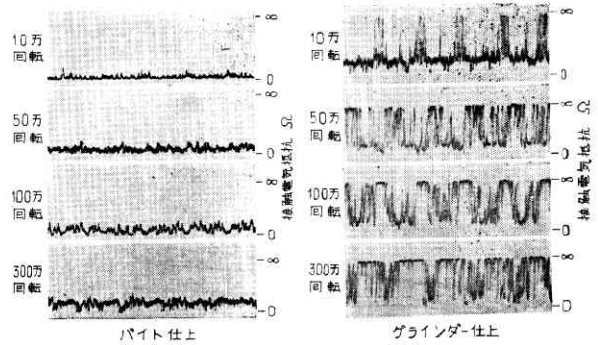 10万
回転
∞
0
50万
回転
∞
0
100万
回転
∞
0
300万
回転
∞
0
接触電気抵抗 Ω
バイト仕上
10万
回転
∞
0
50万
回転
∞
0
100万
回転
∞
0
300万
回転
∞
0
接触電気抵抗 Ω
グラインダー仕上